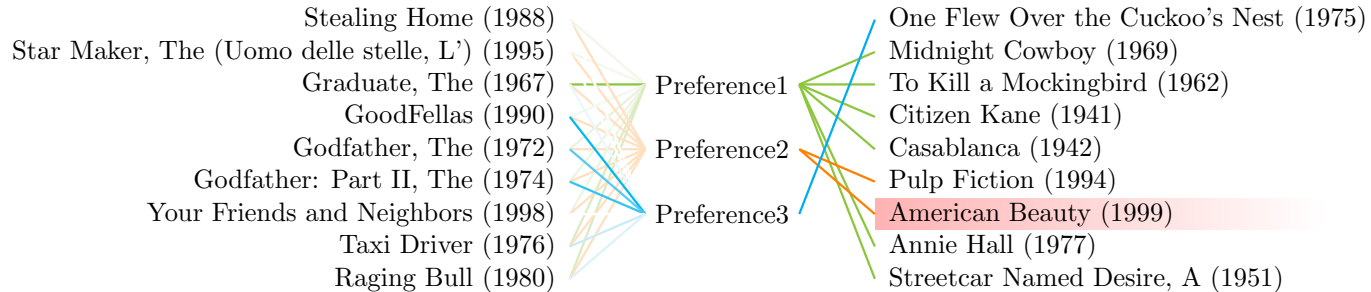 Stealing Home (1988)
Star Maker, The (Uomo delle stelle, L') (1995)
Graduate, The (1967)
GoodFellas (1990)
Godfather, The (1972)
Godfather: Part II, The (1974)
Your Friends and Neighbors (1998)
Taxi Driver (1976)
Raging Bull (1980)
Preference1
Preference2
Preference3
One Flew Over the Cuckoo's Nest (1975)
Midnight Cowboy (1969)
To Kill a Mockingbird (1962)
Citizen Kane (1941)
Casablanca (1942)
Pulp Fiction (1994)
American Beauty (1999)
Annie Hall (1977)
Streetcar Named Desire, A (1951)